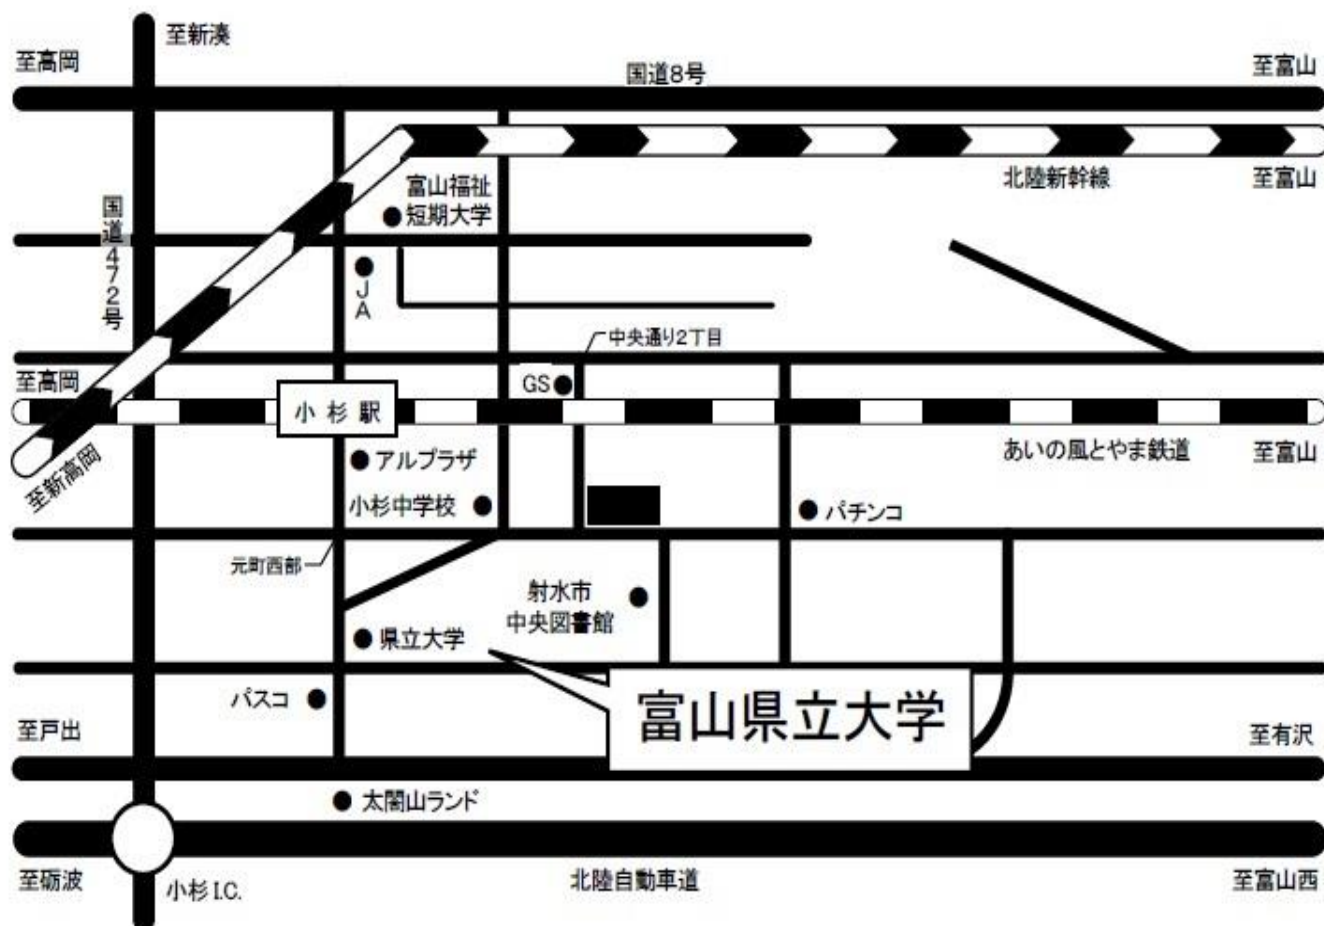 至新湊
至高岡
国道8号
至富山
北陸新幹線
至富山
国道472号
富山福祉
短期大学
JA
中央通り2丁目
至高岡
GS
小杉駅
あいの風とやま鉄道
至富山
至新高岡
アルプラザ
小杉中学校
パチンコ
元町西部
射水市
中央図書館
県立大学
パスコ
富山県立大学
至戸出
至有沢
太閤山ランド
至砺波
小杉I.C.
北陸自動車道
至富山西